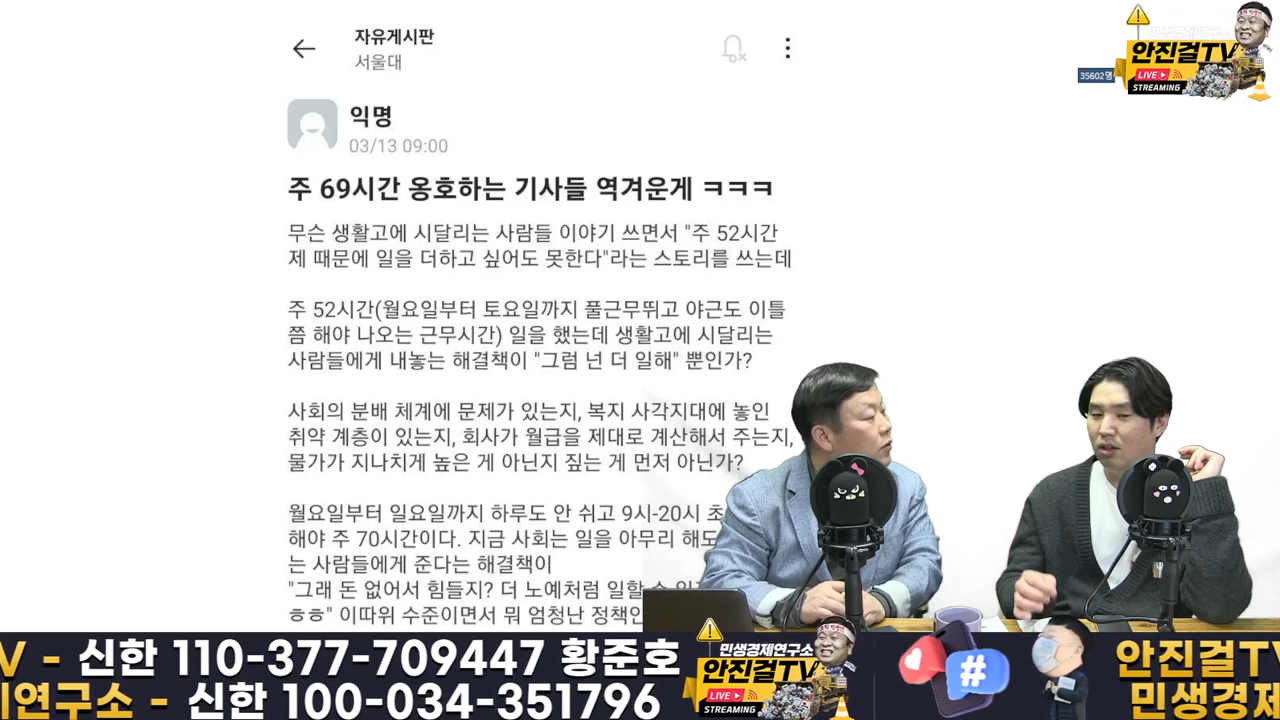 자유게시판
서울대
익명
03/13 09:00
주 69시간 옹호하는 기사들 역겨운게 ㅋㅋㅋ
무슨 생활고에 시달리는 사람들 이야기 쓰면서 "주 52시간
제 때문에 일을 더하고 싶어도 못한다"라는 스토리를 쓰는데
주 52시간(월요일부터 토요일까지 풀근무뛰고 야근도 이틀
쯤 해야 나오는 근무시간) 일을 했는데 생활고에 시달리는
사람들에게 내놓는 해결책이 "그럼 넌 더 일해" 뿐인가?
사회의 분배 체계에 문제가 있는지, 복지 사각지대에 놓인
취약 계층이 있는지, 회사가 월급을 제대로 계산해서 주는지,
물가가 지나치게 높은 게 아닌지 짚는 게 먼저 아닌가?
월요일부터 일요일까지 하루도 안 쉬고 9시-20시 초
해야 주 70시간이다. 지금 사회는 일을 아무리 해도
는 사람들에게 준다는 해결책이
"그래 돈 없어서 힘들지? 더 노예처럼 일할 수
ㅎㅎ" 이따위 수준이면서 뭐 엄청난 정책인
35602명
안진걸TV
LIVE
STREAMING
V - 신한 110-377-709447 황준호
연구소 - 신한 100-034-351796
민생경제연구소
안진걸TV
LIVE
STREAMING
#
안진걸TV
민생경제